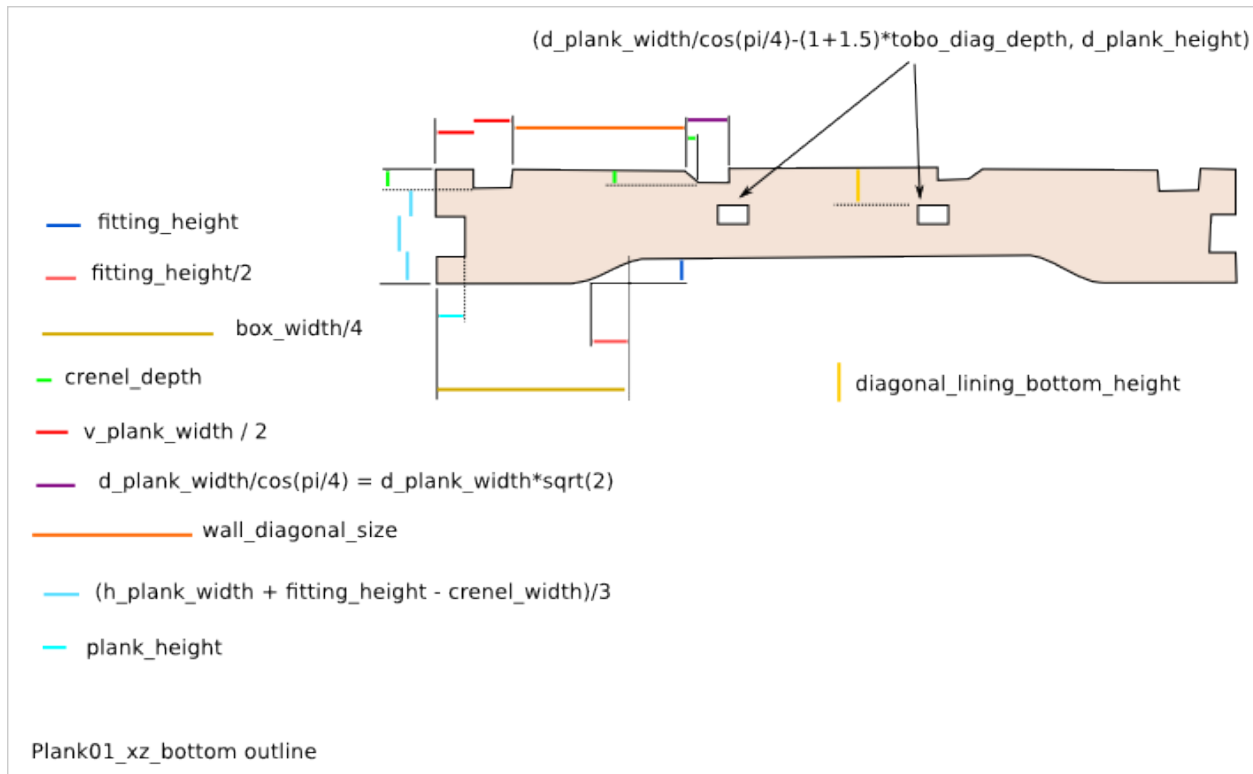 (d_plank_width/cos(pi/4)-(1+1.5)*tobo_diag_depth, d_plank_height)
fitting_height
fitting_height/2
box_width/4
crenel_depth
diagonal_lining_bottom_height
v_plank_width / 2
d_plank_width/cos(pi/4) = d_plank_width*sqrt(2)
wall_diagonal_size
(h_plank_width + fitting_height - crenel_width)/3
plank_height
Plank01_xz_bottom outline